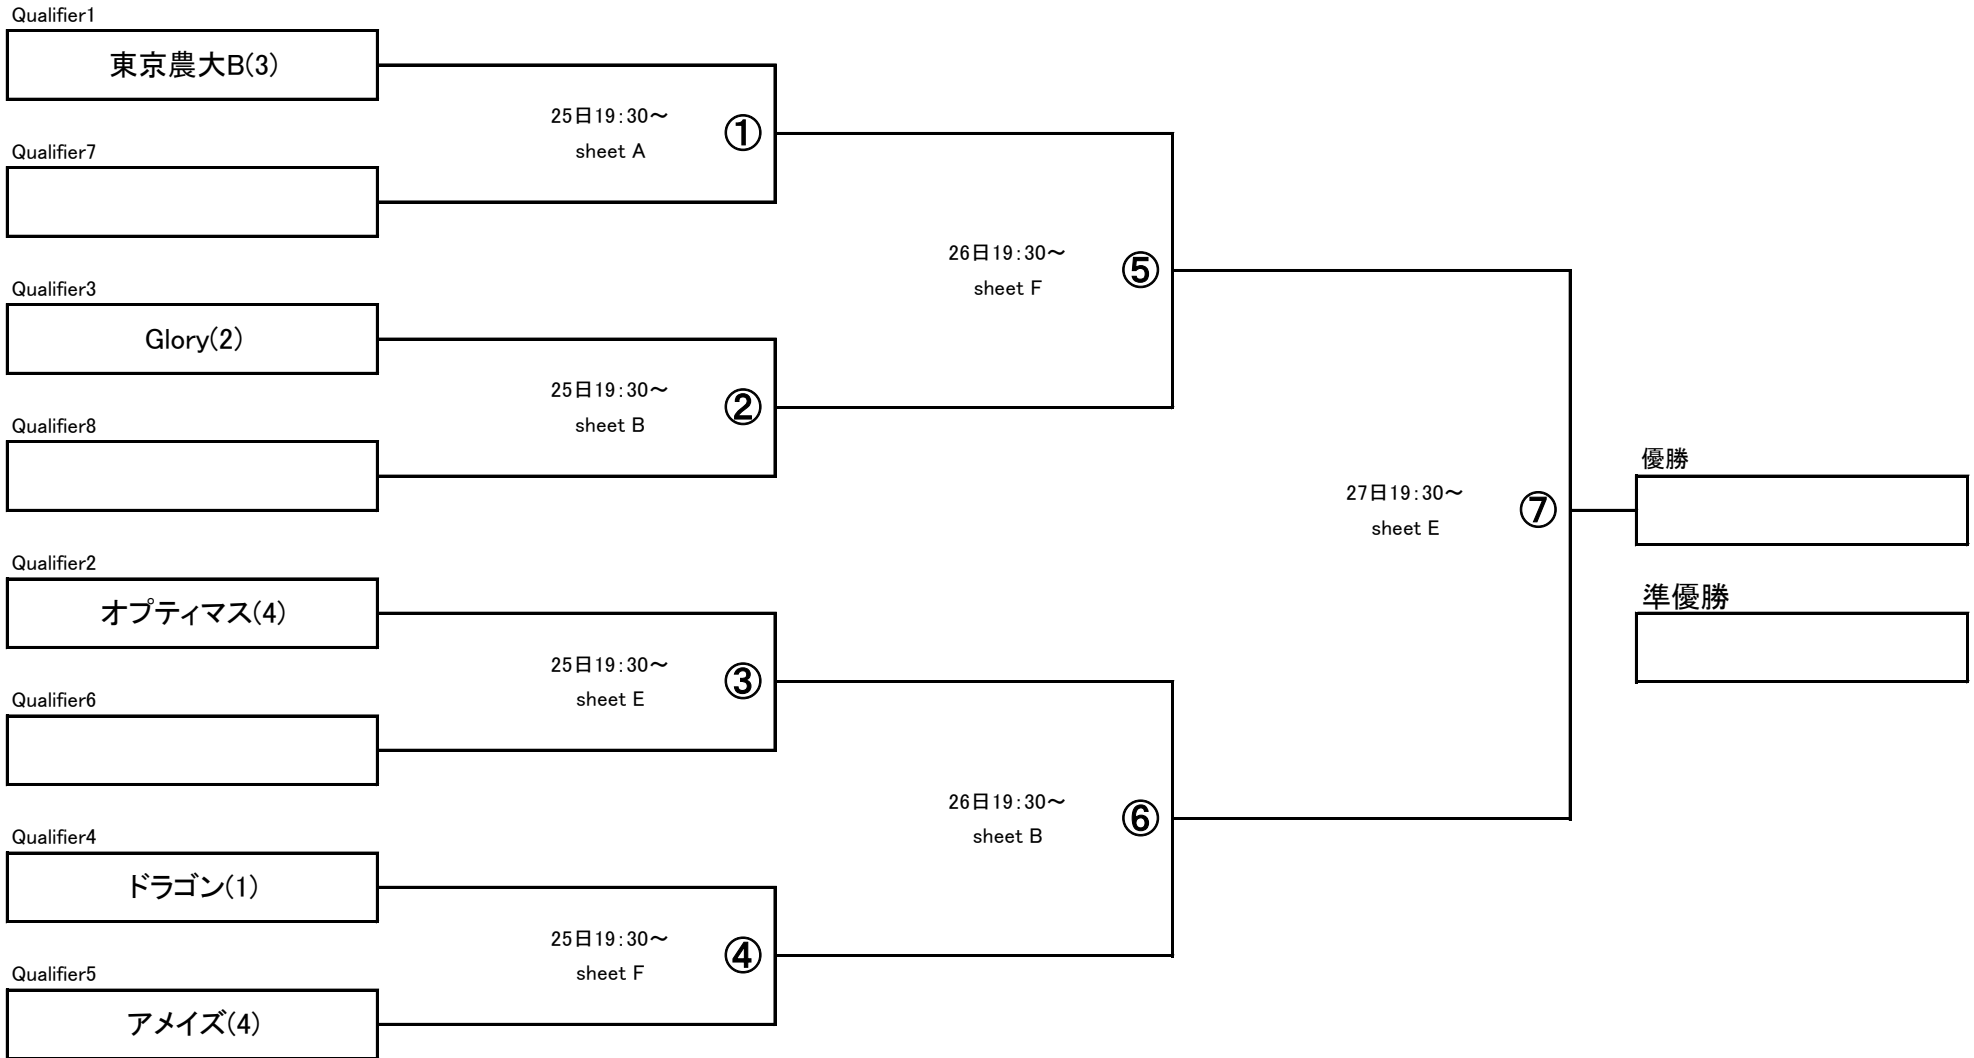 Qualifier1
東京農大B(3)
25日19:30～
sheet A
①
Qualifier7
Qualifier3
Glory(2)
25日19:30～
sheet B
②
Qualifier8
26日19:30～
sheet F
⑤
Qualifier2
オプティマス(4)
25日19:30～
sheet E
③
Qualifier6
Qualifier4
ドラゴン(1)
25日19:30～
sheet F
④
Qualifier5
アメイズ(4)
26日19:30～
sheet B
⑥
27日19:30～
sheet E
⑦
優勝
準優勝